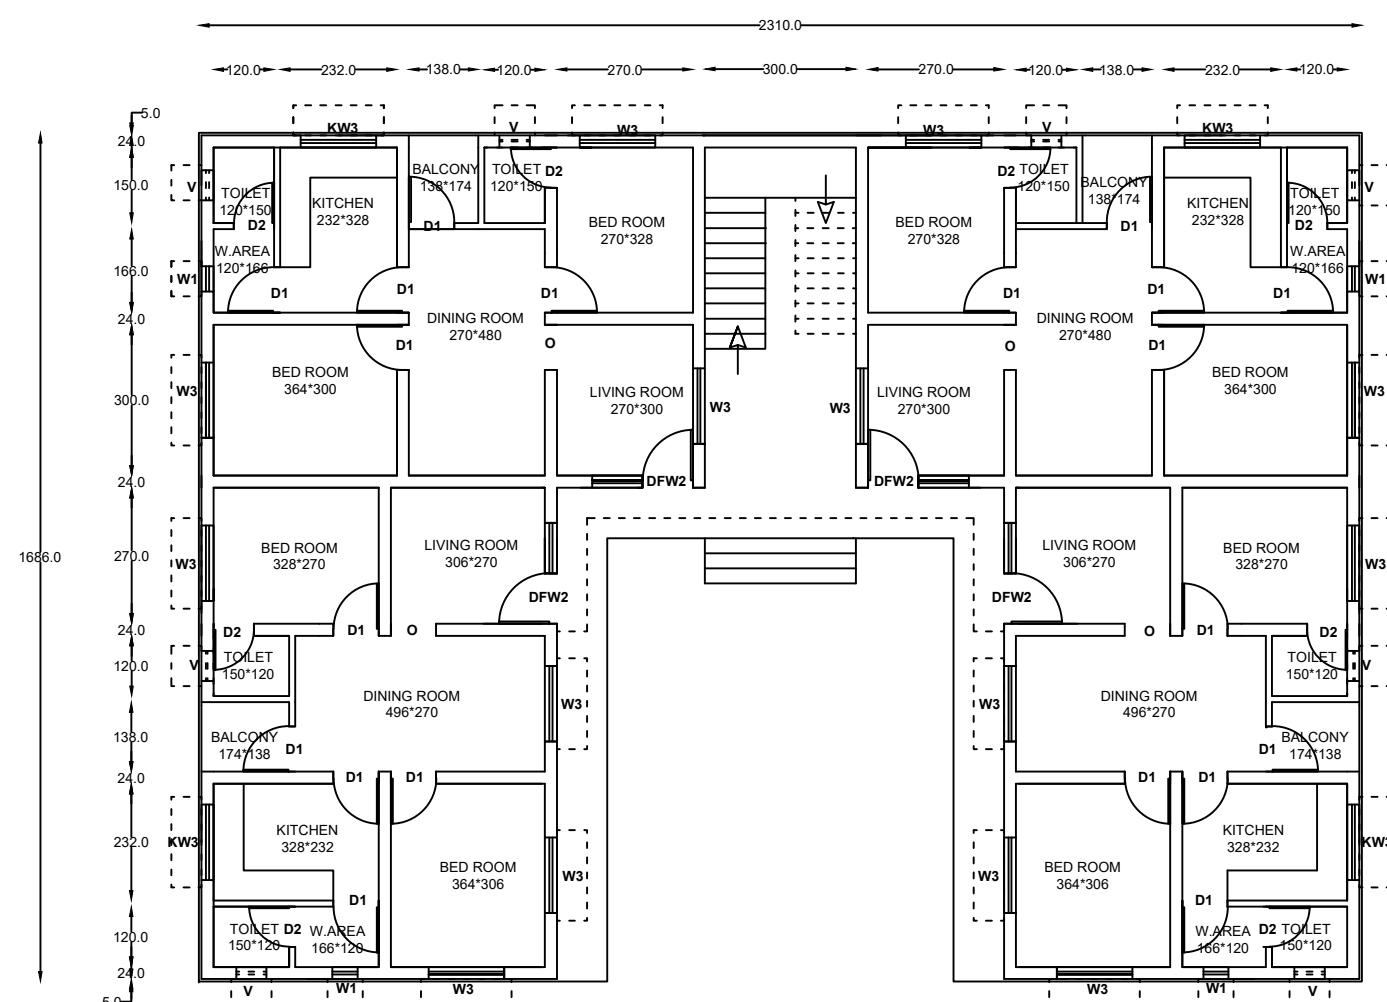 2310.0
120.0 232.0 138.0 120.0 270.0 300.0 270.0 120.0 138.0 232.0 120.0
5.0
24.0
150.0
166.0
24.0
300.0
24.0
270.0
24.0
120.0
138.0
24.0
232.0
120.0
24.0
5.0
1686.0
KW3 V W3 W3 V KW3
V
TOILET
120*150
D2
W.AREA
120*166
W1
D1
KITCHEN
232*328
D1
BALCONY
138*174
D1
TOILET
120*150
D2
BED ROOM
270*328
D1
DINING ROOM
270*480
O
D1
BED ROOM
364*300
W3
LIVING ROOM
270*300
W3
DFW2
BED ROOM
270*328
D2
TOILET
120*150
BALCONY
138*174
D1
KITCHEN
232*328
TOILET
120*150
D2
V
W.AREA
120*166
W1
D1
D1
D1
DINING ROOM
270*480
O
D1
BED ROOM
364*300
W3
LIVING ROOM
270*300
W3
DFW2
W3
BED ROOM
328*270
LIVING ROOM
306*270
DFW2
D2
D1
O
V
TOILET
150*120
DINING ROOM
496*270
W3
BALCONY
174*138
D1
D1
D1
KW3
KITCHEN
328*232
BED ROOM
364*306
W3
D1
TOILET
150*120
D2
W.AREA
166*120
V
W1
W3
LIVING ROOM
306*270
BED ROOM
328*270
W3
DFW2
O
D1
D2
TOILET
150*120
V
W3
DINING ROOM
496*270
D1
BALCONY
174*138
D1
D1
W3
BED ROOM
364*306
KITCHEN
328*232
KW3
D1
W.AREA
166*120
D2
TOILET
150*120
W3
W1
V